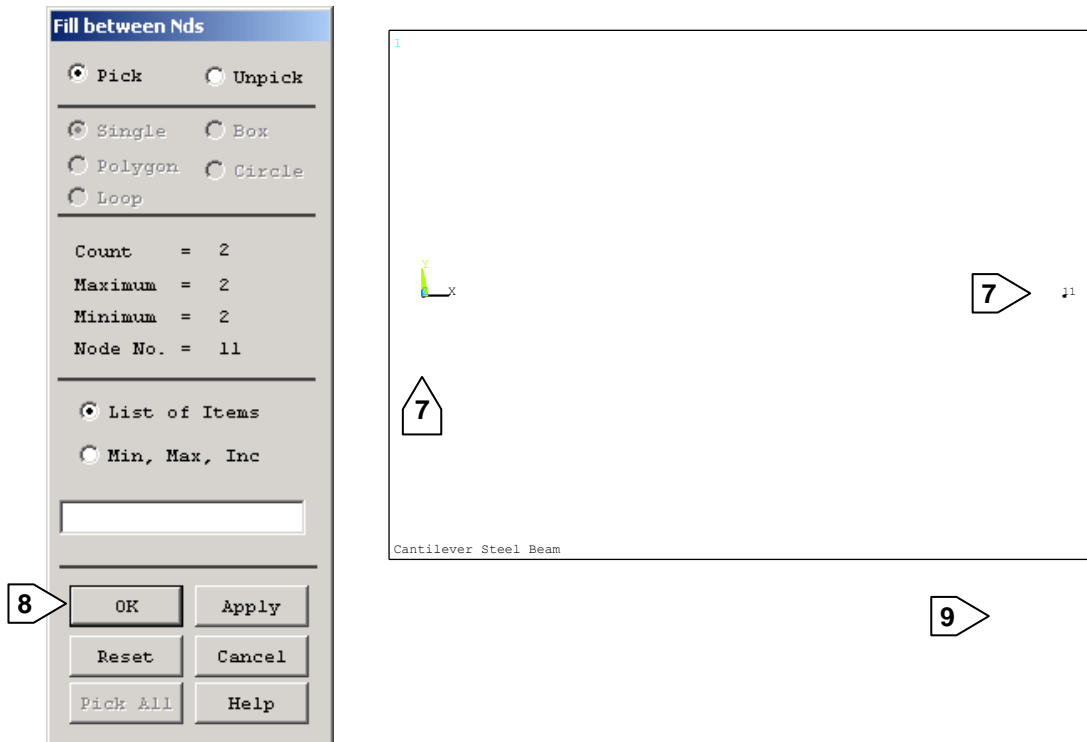 Fill between Nds
Pick Unpick
Single Box
Polygon Circle
Loop
Count = 2
Maximum = 2
Minimum = 2
Node No. = 11
List of Items
Min, Max, Inc
OK Apply
Reset Cancel
Pick All Help
8
1
Y
X
7
11
7
Cantilever Steel Beam
9